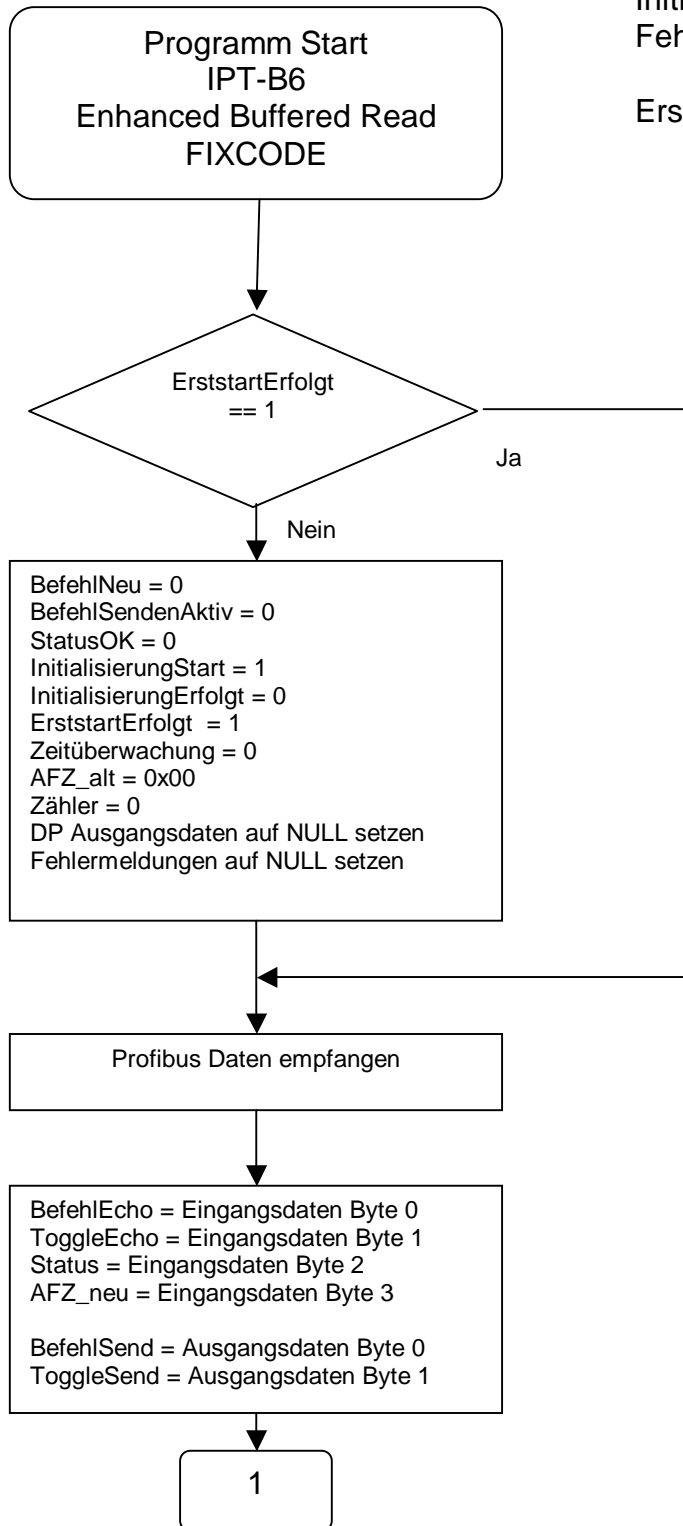 Programm Start
IPT-B6
Enhanced Buffered Read
FIXCODE
ErststartErfolgt
== 1
Ja
Nein
BefehlNeu = 0
BefehlSendenAktiv = 0
StatusOK = 0
InitialisierungStart = 1
InitialisierungErfolgt = 0
ErststartErfolgt  = 1
Zeitüberwachung = 0
AFZ_alt = 0x00
Zähler = 0
DP Ausgangsdaten auf NULL setzen
Fehlermeldungen auf NULL setzen
Profibus Daten empfangen
BefehlEcho = Eingangsdaten Byte 0
ToggleEcho = Eingangsdaten Byte 1
Status = Eingangsdaten Byte 2
AFZ_neu = Eingangsdaten Byte 3
BefehlSend = Ausgangsdaten Byte 0
ToggleSend = Ausgangsdaten Byte 1
1